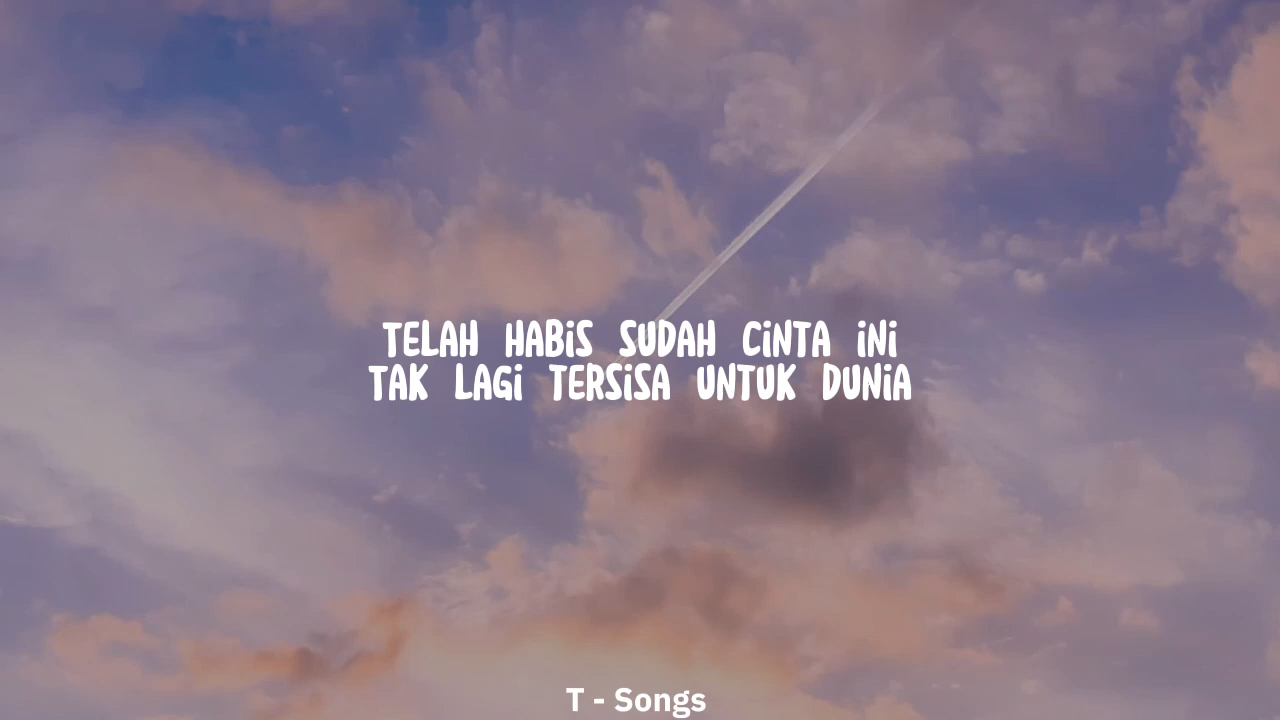 TELAH HABiS SUDAH CiNTA iNi
TAK LAGi TERSiSA UNTUK DUNiA
T - Songs